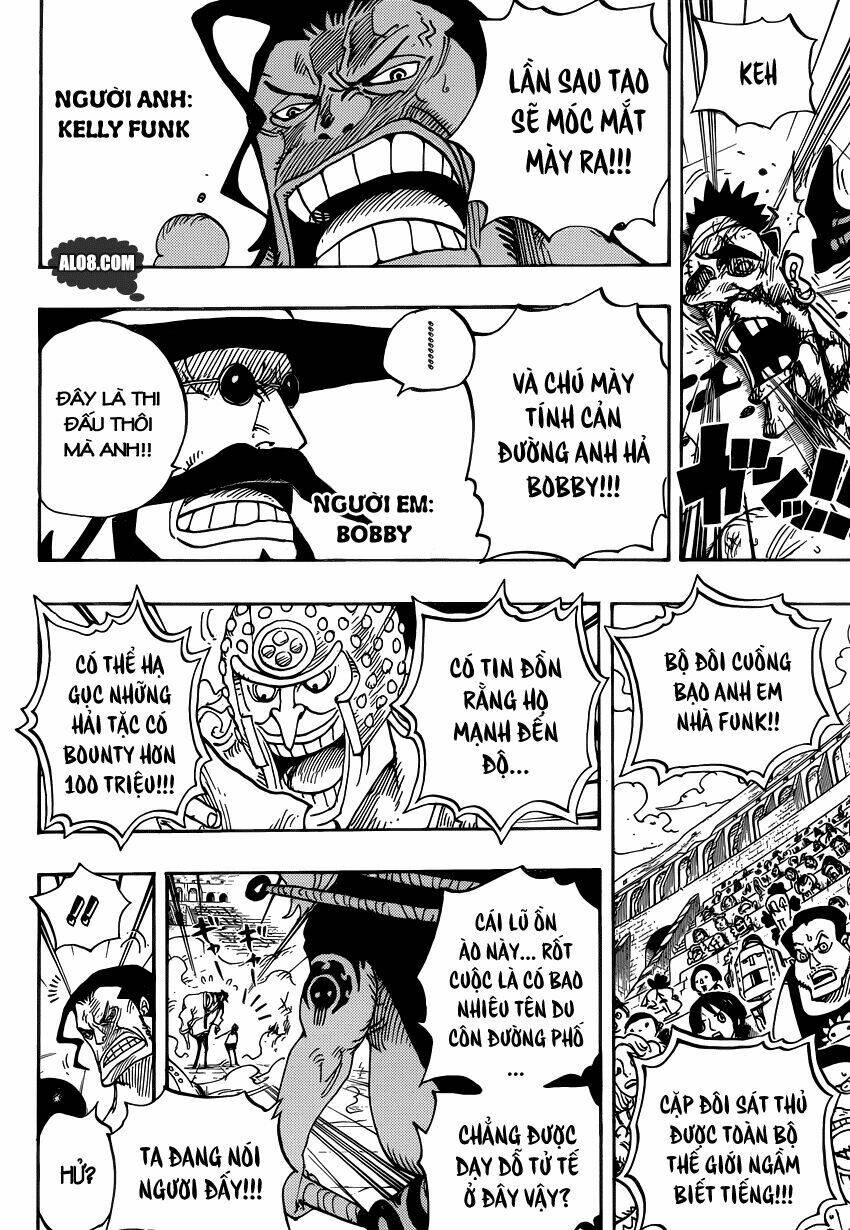 KEH
ガン!!
LẦN SAU TAO
SẼ MÓC MẮT
MÀY RA!!!
NGƯỜI ANH:
KELLY FUNK
ALO8.COM
VÀ CHÚ MÀY
TÍNH CẢN
ĐƯỜNG ANH HẢ
BOBBY!!!
..........
ĐÂY LÀ THI
ĐẤU THÔI
MÀ ANH!!
NGƯỜI EM:
BOBBY
BỘ ĐÔI CUỒNG
BẠO ANH EM
NHÀ FUNK!!
CẶP ĐÔI SÁT THỦ
ĐƯỢC TOÀN BỘ
THẾ GIỚI NGẦM
BIẾT TIẾNG!!!
CÓ TIN ĐỒN
RẰNG HỌ
MẠNH ĐẾN
ĐỘ...
CÓ THỂ HẠ
GỤC NHỮNG
HẢI TẶC CÓ
BOUNTY HƠN
100 TRIỆU!!!
CÁI LŨ ỒN
ÀO NÀY... RỐT
CUỘC LÀ CÓ BAO
NHIÊU TÊN DU
CÔN ĐƯỜNG PHỐ
...
CHẲNG ĐƯỢC
DẠY DỖ TỬ TẾ
Ở ĐÂY VẬY?
TA ĐANG NÓI
NGƯƠI ĐẤY!!!
!!
HỬ?